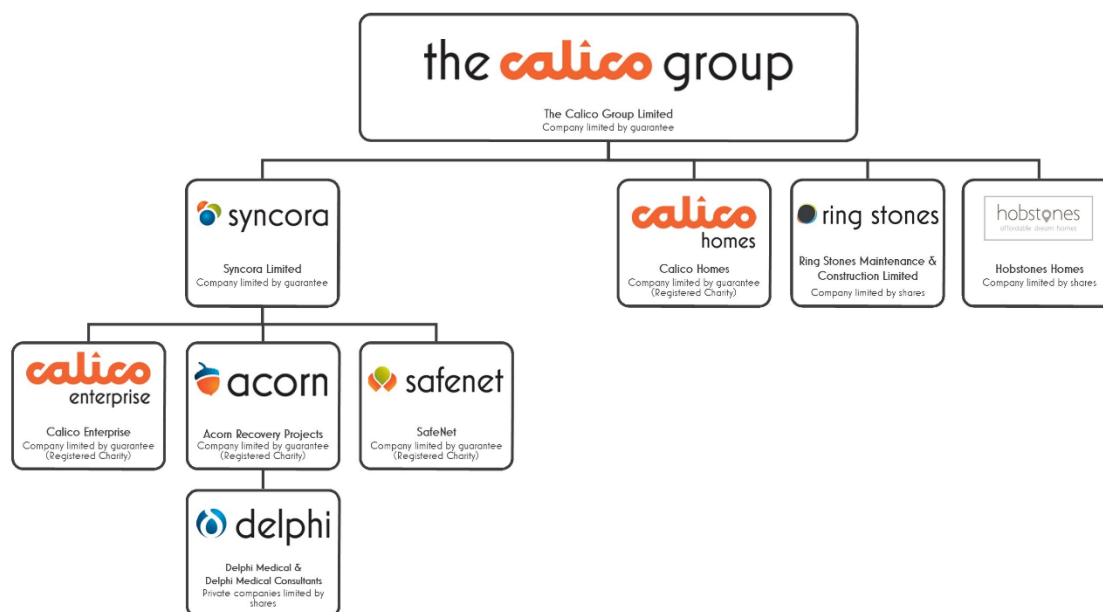 the calico group
The Calico Group Limited
Company limited by guarantee
syncora
Syncora Limited
Company limited by guarantee
calico
homes
Calico Homes
Company limited by guarantee
(Registered Charity)
ring stones
Ring Stones Maintenance &
Construction Limited
Company limited by shares
hobstones
affordable dream homes
Hobstones Homes
Company limited by shares
calico
enterprise
Calico Enterprise
Company limited by guarantee
(Registered Charity)
acorn
Acorn Recovery Projects
Company limited by guarantee
(Registered Charity)
safenet
SafeNet
Company limited by guarantee
(Registered Charity)
delphi
Delphi Medical &
Delphi Medical Consultants
Private companies limited by
shares